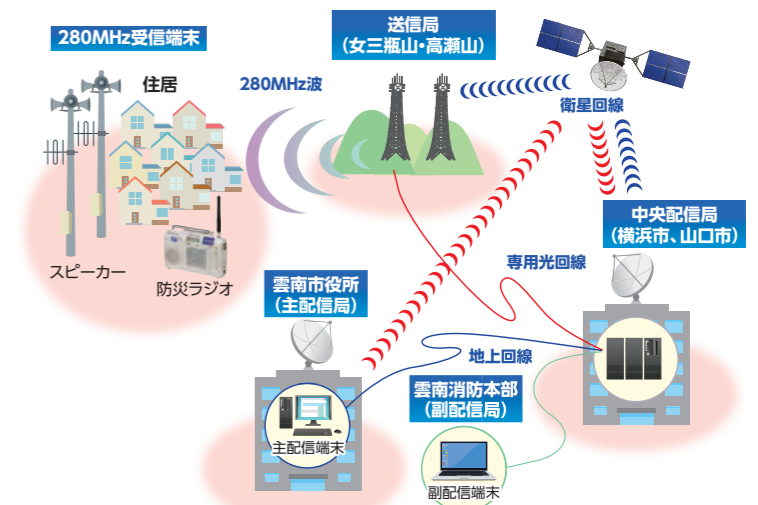 280MHz受信端末
送信局
(女三瓶山・高瀬山)
住居
280MHz波
衛星回線
中央配信局
(横浜市、山口市)
スピーカー
防災ラジオ
専用光回線
雲南市役所
(主配信局)
地上回線
雲南消防本部
(副配信局)
主配信端末
副配信端末